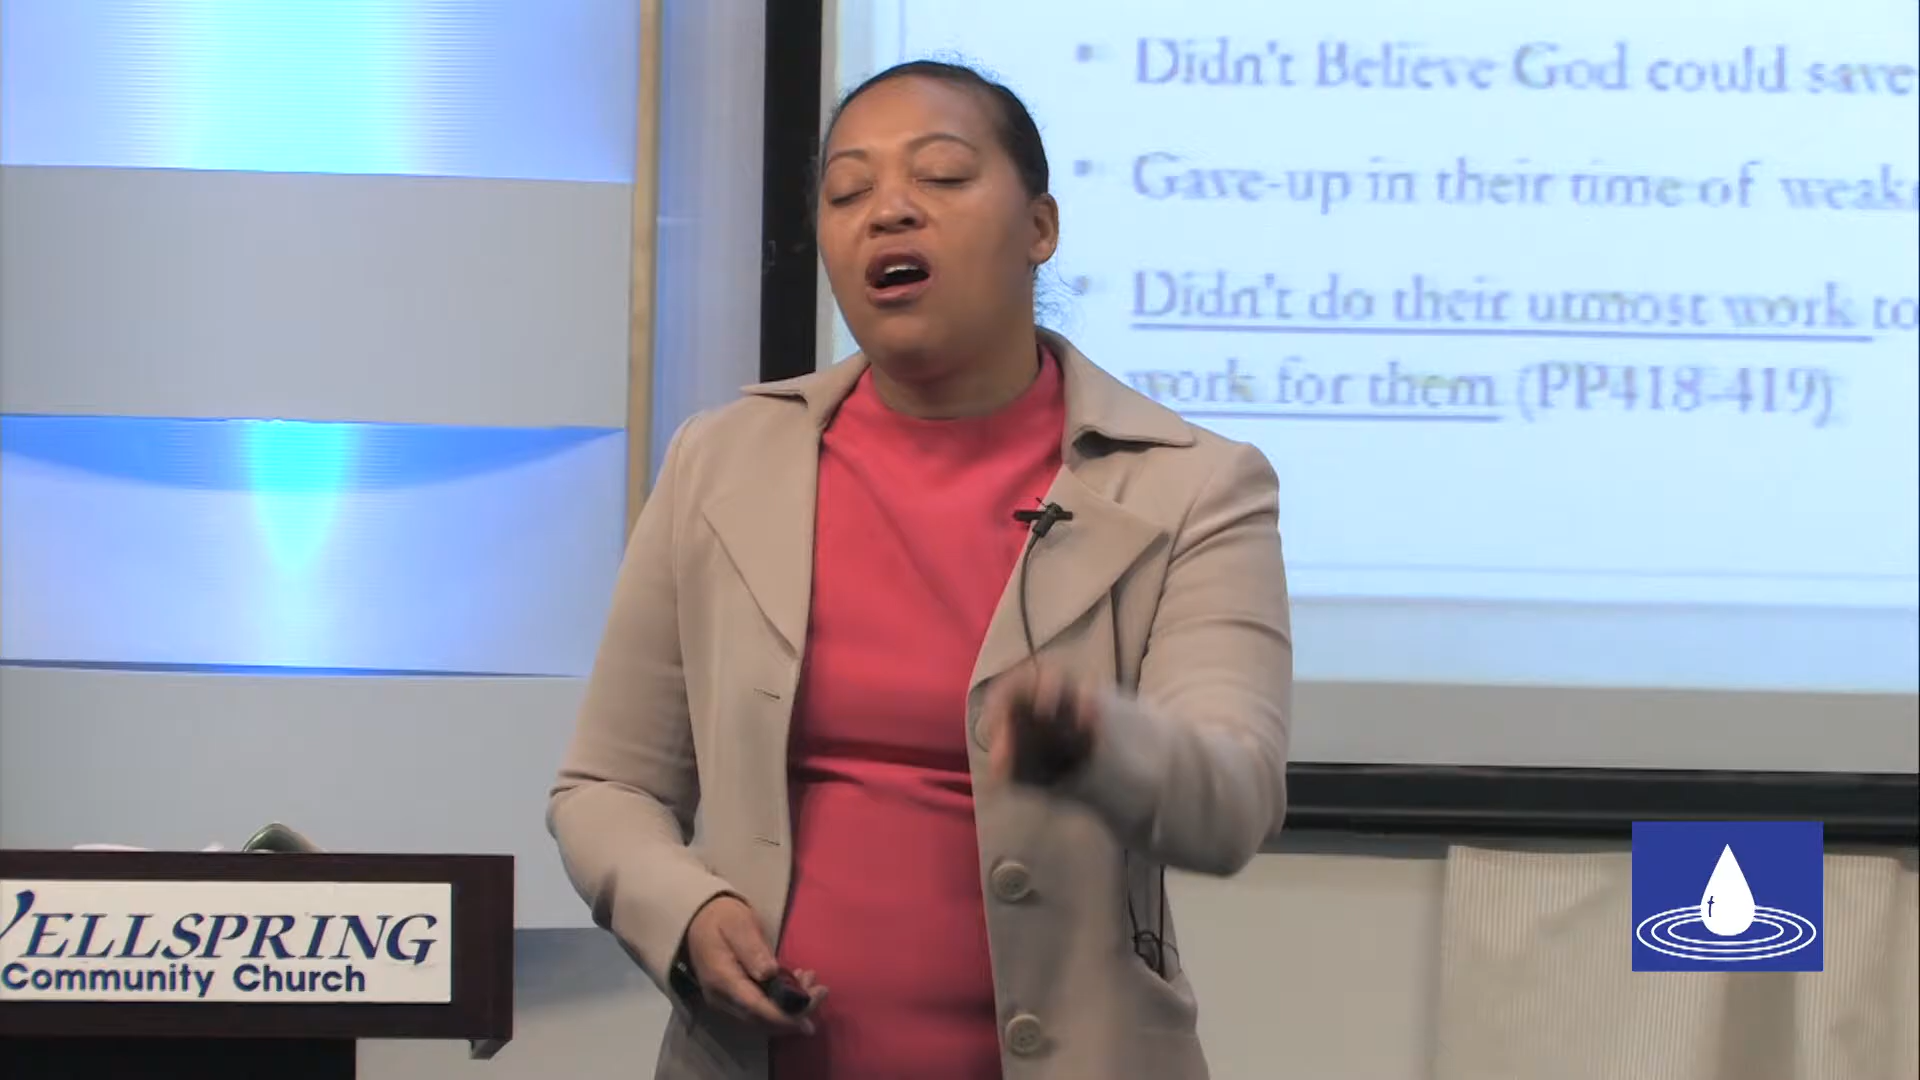 Didn't Believe God could save
Gave-up in their time of
Didn't do their utmost work to
work for them (PP418-419)
WELLSPRING
Community Church
t